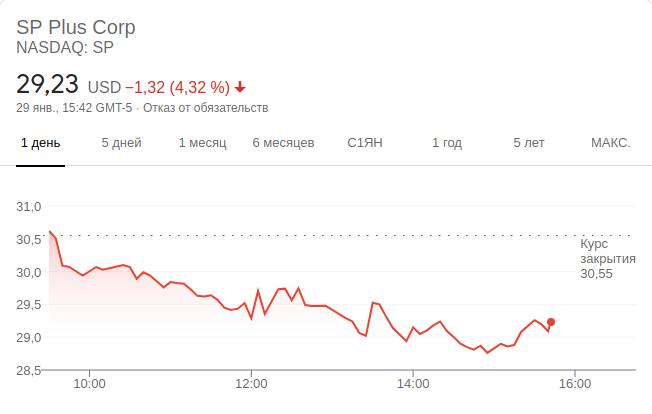 SP Plus Corp
NASDAQ: SP
29,23 USD −1,32 (4,32 %)
29 янв., 15:42 GMT-5 · Отказ от обязательств
1 день 5 дней 1 месяц 6 месяцев С1ЯН 1 год 5 лет МАКС.
31,0
30,5
Курс
закрытия
30,55
30,0
29,5
29,0
28,5
10:00 12:00 14:00 16:00